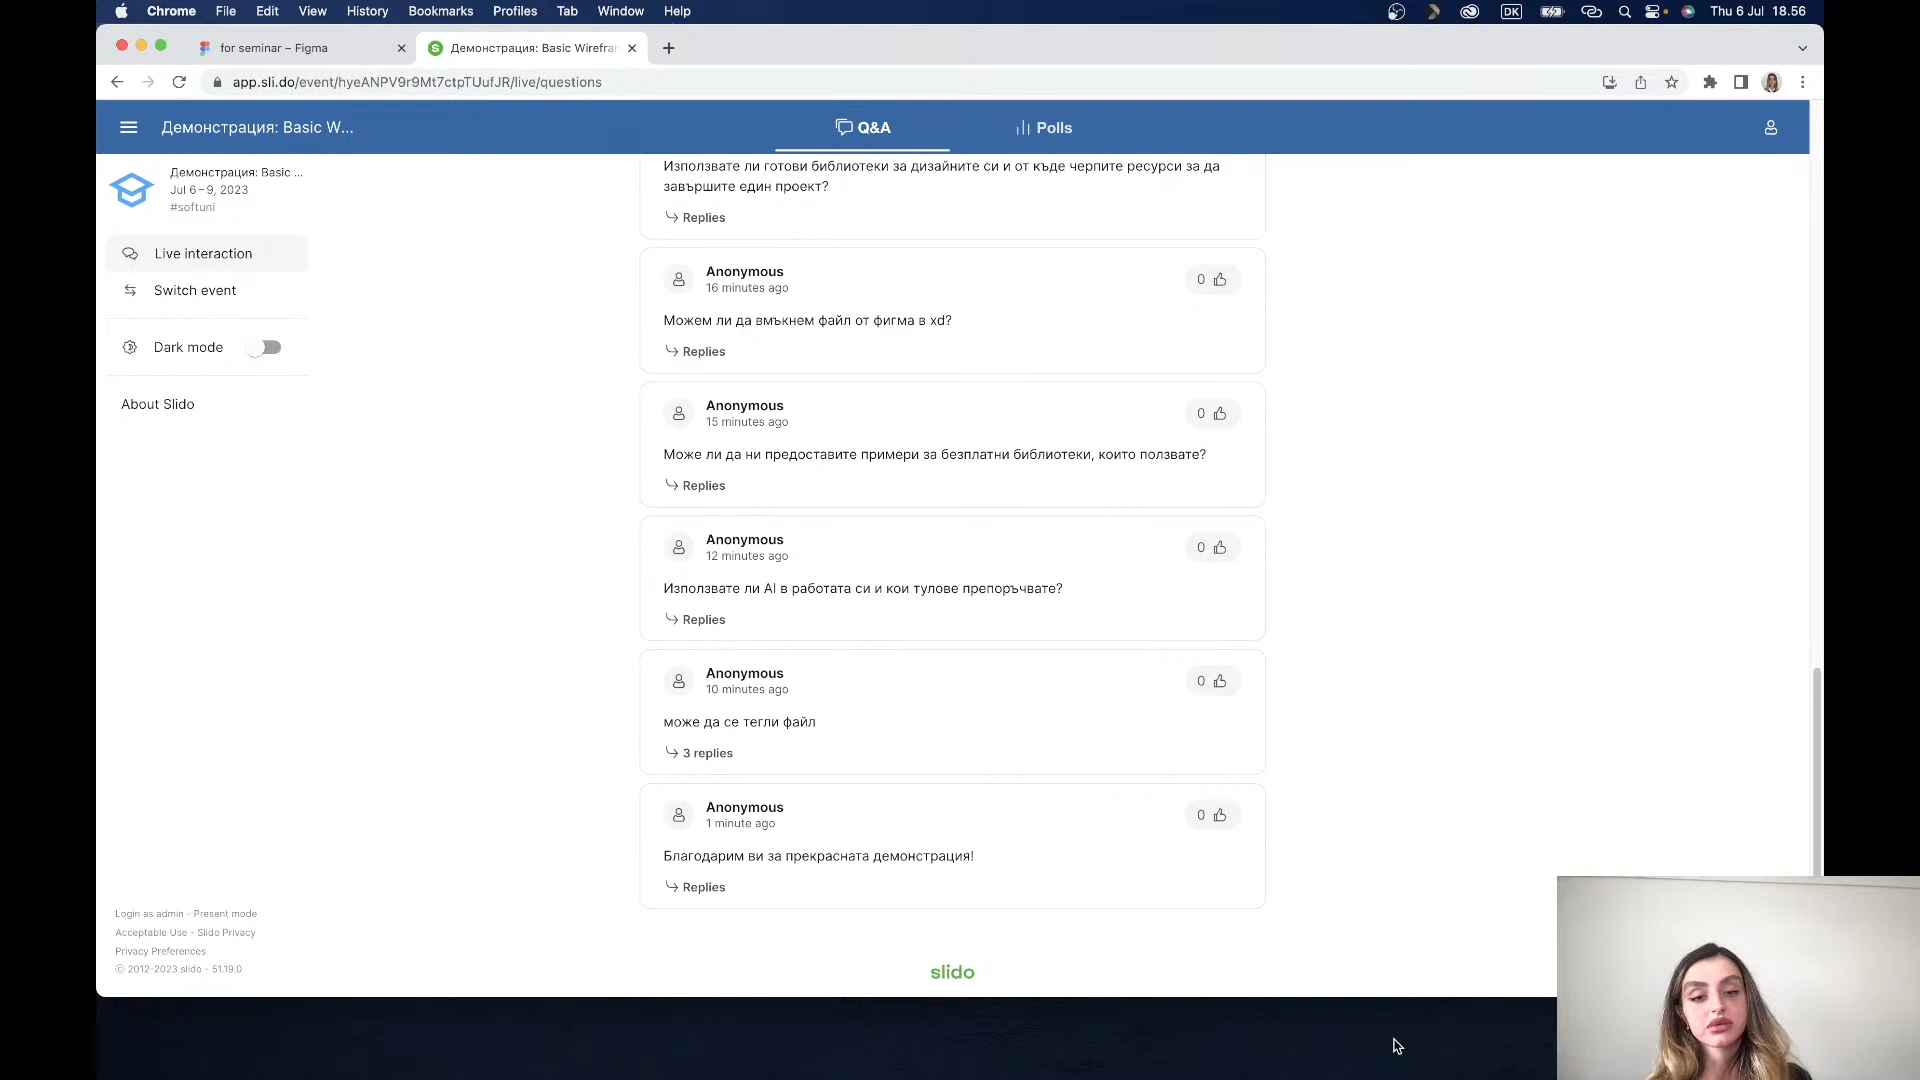 Chrome File Edit View History Bookmarks Profiles Tab Window Help DK Thu 6 Jul 18.56
for seminar – Figma
Демонстрация: Basic Wirefra
app.sli.do/event/hyeANPV9r9Mt7ctpTUufJR/live/questions
Демонстрация: Basic W... Q&A Polls
Демонстрация: Basic ...
Jul 6 – 9, 2023
#softuni
Live interaction
Switch event
Dark mode
About Slido
Използвате ли готови библиотеки за дизайните си и от къде черпите ресурси за да
завършите един проект?
Replies
Anonymous
16 minutes ago
0
Можем ли да вмъкнем файл от фигма в xd?
Replies
Anonymous
15 minutes ago
0
Може ли да ни предоставите примери за безплатни библиотеки, които ползвате?
Replies
Anonymous
12 minutes ago
0
Използвате ли AI в работата си и кои тулове препоръчвате?
Replies
Anonymous
10 minutes ago
0
може да се тегли файл
3 replies
Anonymous
1 minute ago
0
Благодарим ви за прекрасната демонстрация!
Replies
Login as admin - Present mode
Acceptable Use - Slido Privacy
Privacy Preferences
© 2012-2023 slido - 51.19.0
slido